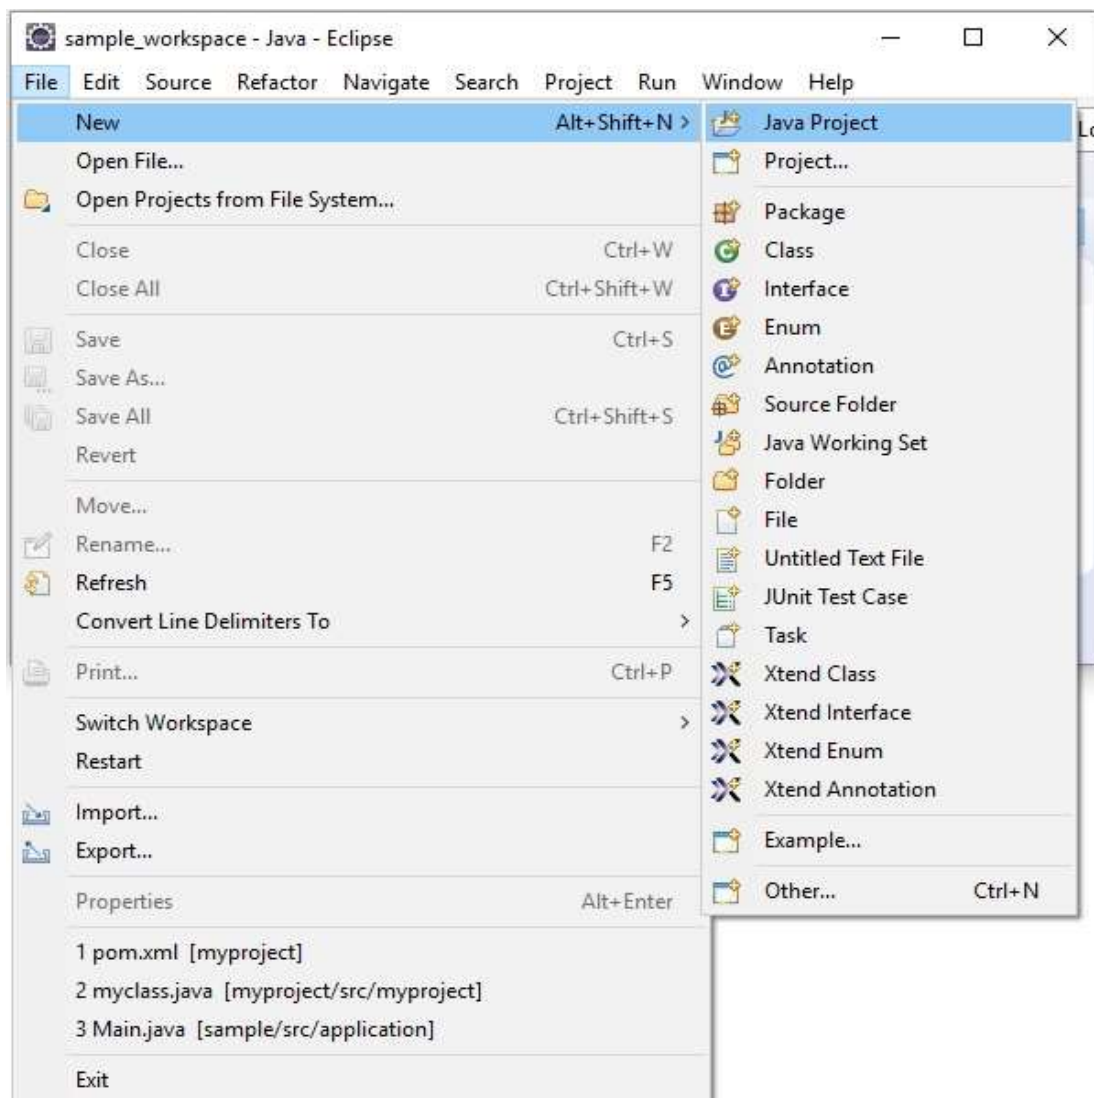 sample_workspace - Java - Eclipse
File Edit Source Refactor Navigate Search Project Run Window Help
New Alt+Shift+N >
Open File...
Open Projects from File System...
Close Ctrl+W
Close All Ctrl+Shift+W
Save Ctrl+S
Save As...
Save All Ctrl+Shift+S
Revert
Move...
Rename... F2
Refresh F5
Convert Line Delimiters To >
Print... Ctrl+P
Switch Workspace >
Restart
Import...
Export...
Properties Alt+Enter
1 pom.xml [myproject]
2 myclass.java [myproject/src/myproject]
3 Main.java [sample/src/application]
Exit
Java Project
Project...
Package
Class
Interface
Enum
Annotation
Source Folder
Java Working Set
Folder
File
Untitled Text File
JUnit Test Case
Task
Xtend Class
Xtend Interface
Xtend Enum
Xtend Annotation
Example...
Other... Ctrl+N